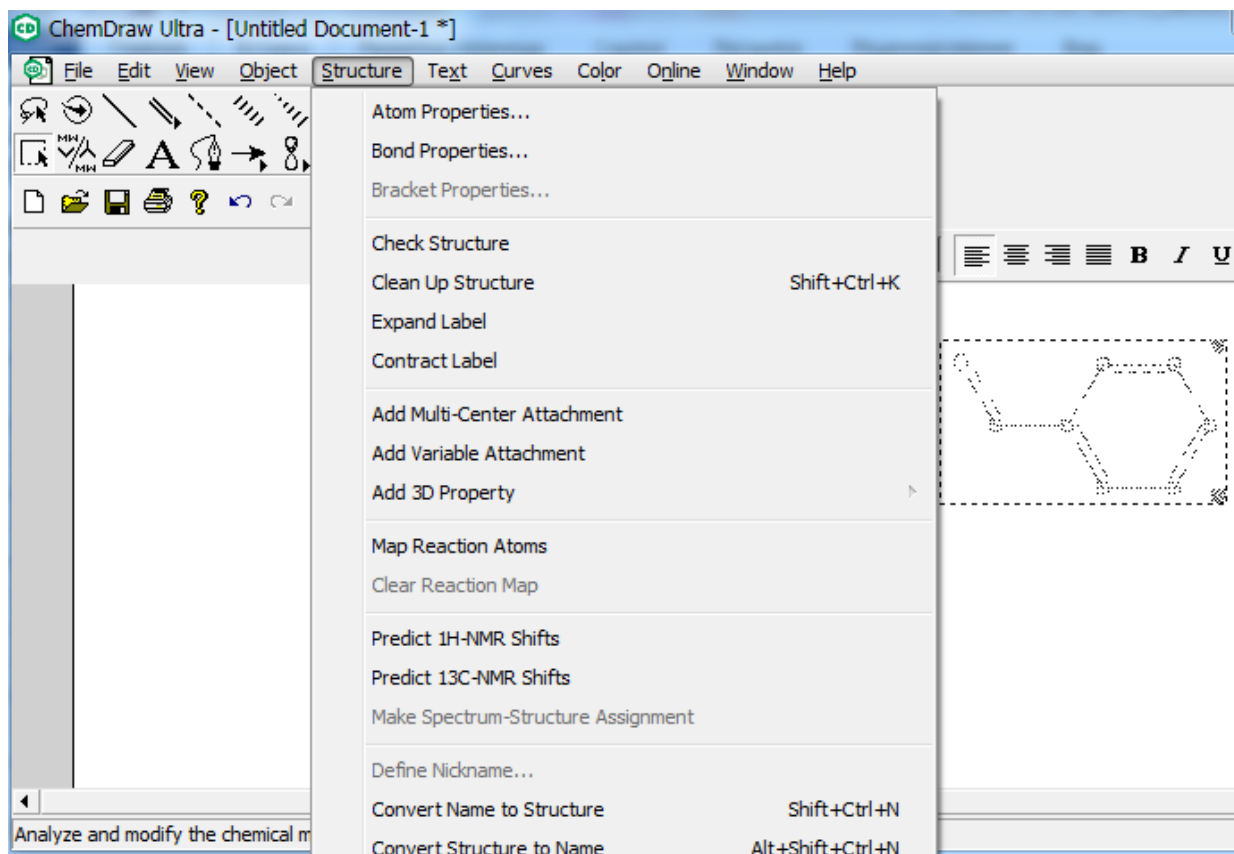 ChemDraw Ultra - [Untitled Document-1 *]
File Edit View Object Structure Text Curves Color Online Window Help
Atom Properties...
Bond Properties...
Bracket Properties...
Check Structure
Clean Up Structure Shift+Ctrl+K
Expand Label
Contract Label
Add Multi-Center Attachment
Add Variable Attachment
Add 3D Property
Map Reaction Atoms
Clear Reaction Map
Predict 1H-NMR Shifts
Predict 13C-NMR Shifts
Make Spectrum-Structure Assignment
Define Nickname...
Convert Name to Structure Shift+Ctrl+N
Convert Structure to Name Alt+Shift+Ctrl+N
MW
MW
A
B I U
Analyze and modify the chemical m